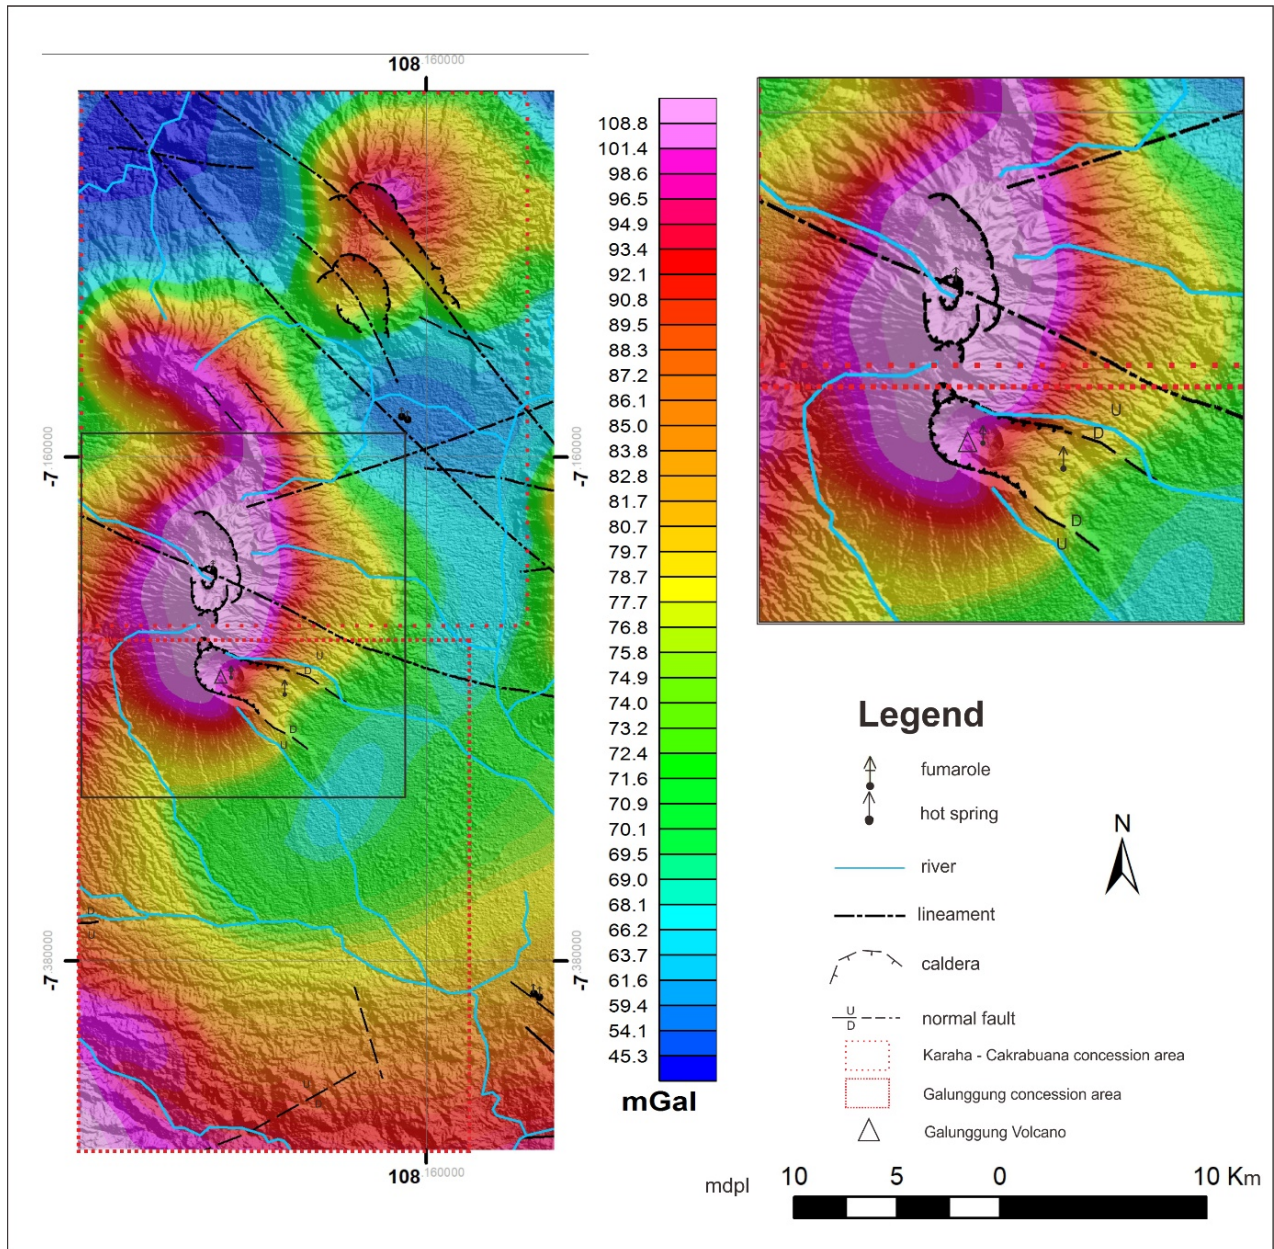 108.160000
-7.160000
-7.160000
U
D
D
U
D
U
-7.380000
-7.380000
U
108.160000
108.8
101.4
98.6
96.5
94.9
93.4
92.1
90.8
89.5
88.3
87.2
86.1
85.0
83.8
82.8
81.7
80.7
79.7
78.7
77.7
76.8
75.8
74.9
74.0
73.2
72.4
71.6
70.9
70.1
69.5
69.0
68.1
66.2
63.7
61.6
59.4
54.1
45.3
mGal
U
D
D
U
Legend
fumarole
hot spring
river
lineament
caldera
U
D
normal fault
Karaha - Cakrabuana concession area
Galunggung concession area
Galunggung Volcano
N
mdpl
10 5 0 10 Km